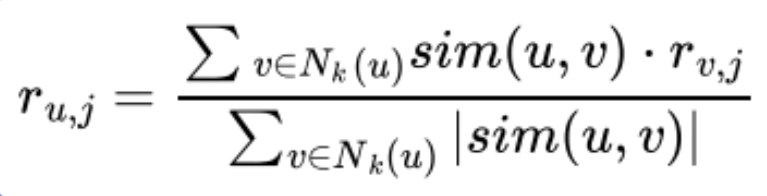 r_{u,j} = \frac{\sum_{v \in N_k(u)} sim(u, v) \cdot r_{v,j}}{\sum_{v \in N_k(u)} |sim(u, v)|}